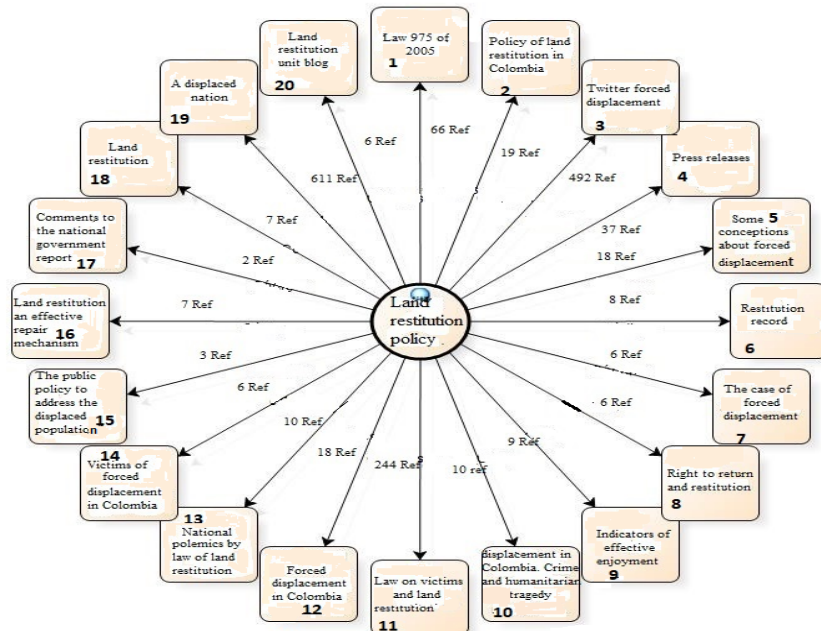 Law 975 of
2005
1
Policy of land
restitution in
Colombia
2
Twitter forced
displacement
3
Press releases
4
Some 5
conceptions
about forced
displacement
Restitution
record
6
The case of
forced
displacement
7
Right to return
and restitution
8
Indicators of
effective
enjoyment
9
displacement in
Colombia. Crime
and humanitarian
tragedy
10
Law on victims
and land
restitution
11
Forced
displacement
in Colombia
12
13
National
polemics by
law of land
restitution
14
Victims of
forced
displacement
in Colombia
The public
policy to
address the
displaced
population
15
Land restitution
an effective
repair 16
mechanism
Comments to
the national
government
report 17
Land
restitution
18
A displaced
nation
19
Land
restitution
unit blog
20
Land
restitution
policy
66 Ref
19 Ref
492 Ref
37 Ref
18 Ref
8 Ref
6 Ref
6 Ref
9 Ref
10 ref
244 Ref
18 Ref
10 Ref
6 Ref
3 Ref
7 Ref
2 Ref
7 Ref
611 Ref
6 Ref